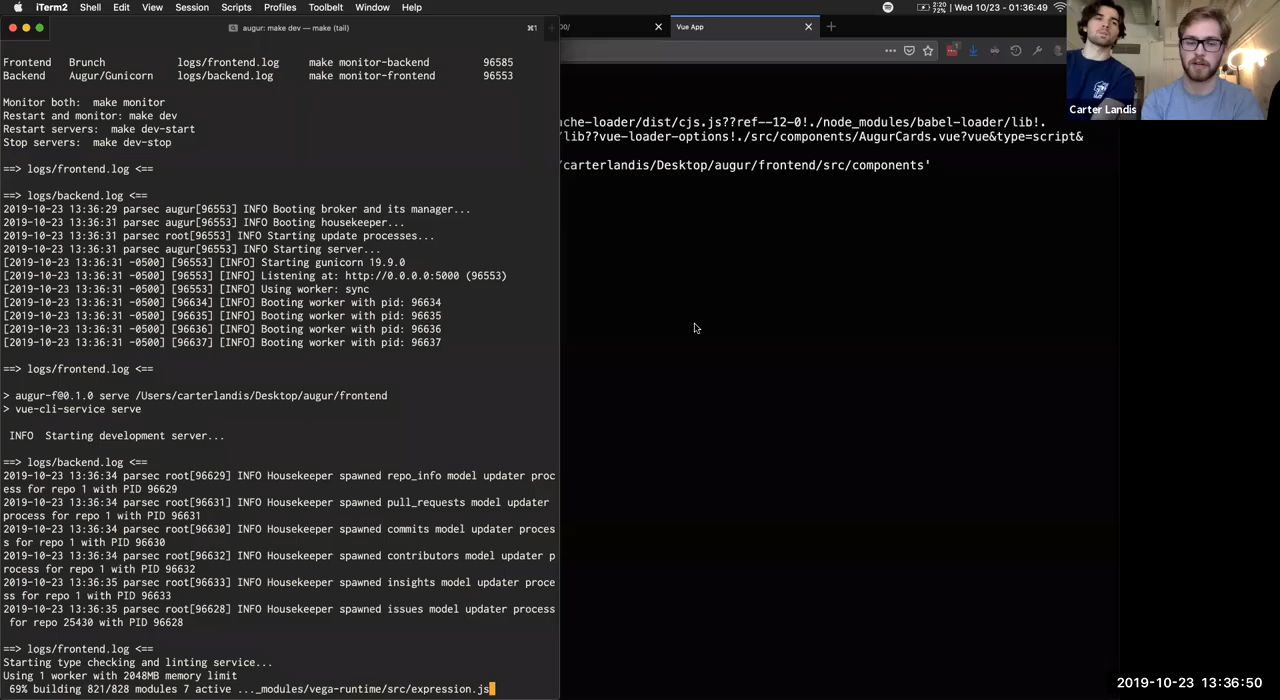 iTerm2 Shell Edit View Session Scripts Profiles Toolbelt Window Help
2:20 72% Wed 10/23 - 01:36:49
augur: make dev — make (tail) ⌘1
00/
Vue App
Frontend Brunch logs/frontend.log make monitor-backend 96585
Backend Augur/Gunicorn logs/backend.log make monitor-frontend 96553
Monitor both: make monitor
Restart and monitor: make dev
Restart servers: make dev-start
Stop servers: make dev-stop
==> logs/frontend.log <==
==> logs/backend.log <==
2019-10-23 13:36:29 parsec augur[96553] INFO Booting broker and its manager...
2019-10-23 13:36:31 parsec augur[96553] INFO Booting housekeeper...
2019-10-23 13:36:31 parsec root[96553] INFO Starting update processes...
2019-10-23 13:36:31 parsec augur[96553] INFO Starting server...
[2019-10-23 13:36:31 -0500] [96553] [INFO] Starting gunicorn 19.9.0
[2019-10-23 13:36:31 -0500] [96553] [INFO] Listening at: http://0.0.0.0:5000 (96553)
[2019-10-23 13:36:31 -0500] [96553] [INFO] Using worker: sync
[2019-10-23 13:36:31 -0500] [96634] [INFO] Booting worker with pid: 96634
[2019-10-23 13:36:31 -0500] [96635] [INFO] Booting worker with pid: 96635
[2019-10-23 13:36:31 -0500] [96636] [INFO] Booting worker with pid: 96636
[2019-10-23 13:36:31 -0500] [96637] [INFO] Booting worker with pid: 96637
==> logs/frontend.log <==
> augur-f@0.1.0 serve /Users/carterlandis/Desktop/augur/frontend
> vue-cli-service serve
INFO Starting development server...
==> logs/backend.log <==
2019-10-23 13:36:34 parsec root[96629] INFO Housekeeper spawned repo_info model updater proc
ess for repo 1 with PID 96629
2019-10-23 13:36:34 parsec root[96631] INFO Housekeeper spawned pull_requests model updater
process for repo 1 with PID 96631
2019-10-23 13:36:34 parsec root[96630] INFO Housekeeper spawned commits model updater proces
s for repo 1 with PID 96630
2019-10-23 13:36:34 parsec root[96632] INFO Housekeeper spawned contributors model updater p
rocess for repo 1 with PID 96632
2019-10-23 13:36:35 parsec root[96633] INFO Housekeeper spawned insights model updater proce
ss for repo 1 with PID 96633
2019-10-23 13:36:35 parsec root[96628] INFO Housekeeper spawned issues model updater process
for repo 25430 with PID 96628
==> logs/frontend.log <==
Starting type checking and linting service...
Using 1 worker with 2048MB memory limit
69% building 821/828 modules 7 active ..._modules/vega-runtime/src/expression.js
che-loader/dist/cjs.js??ref--12-0!./node_modules/babel-loader/lib!.
lib??vue-loader-options!./src/components/AugurCards.vue?vue&type=script&
carterlandis/Desktop/augur/frontend/src/components'
Carter Landis
2019-10-23 13:36:50